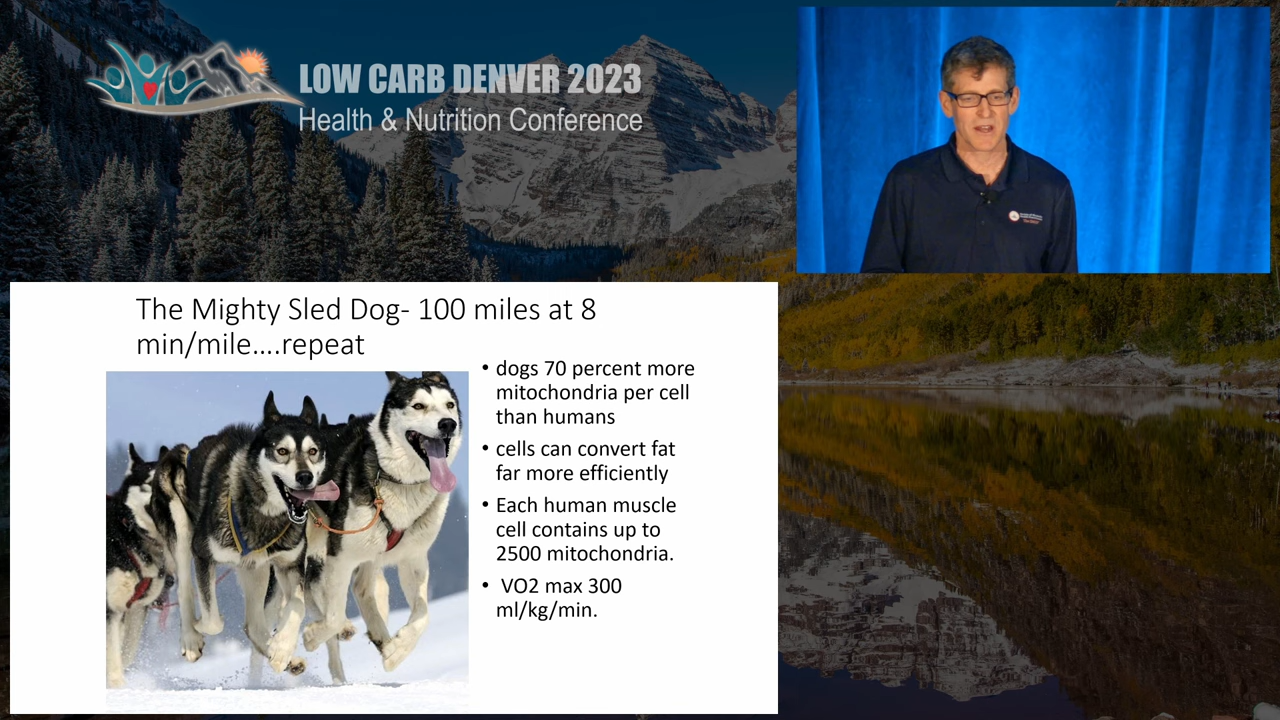 LOW CARB DENVER 2023
Health & Nutrition Conference
The Mighty Sled Dog- 100 miles at 8
min/mile....repeat
• dogs 70 percent more
mitochondria per cell
than humans
• cells can convert fat
far more efficiently
• Each human muscle
cell contains up to
2500 mitochondria.
• VO2 max 300
ml/kg/min.